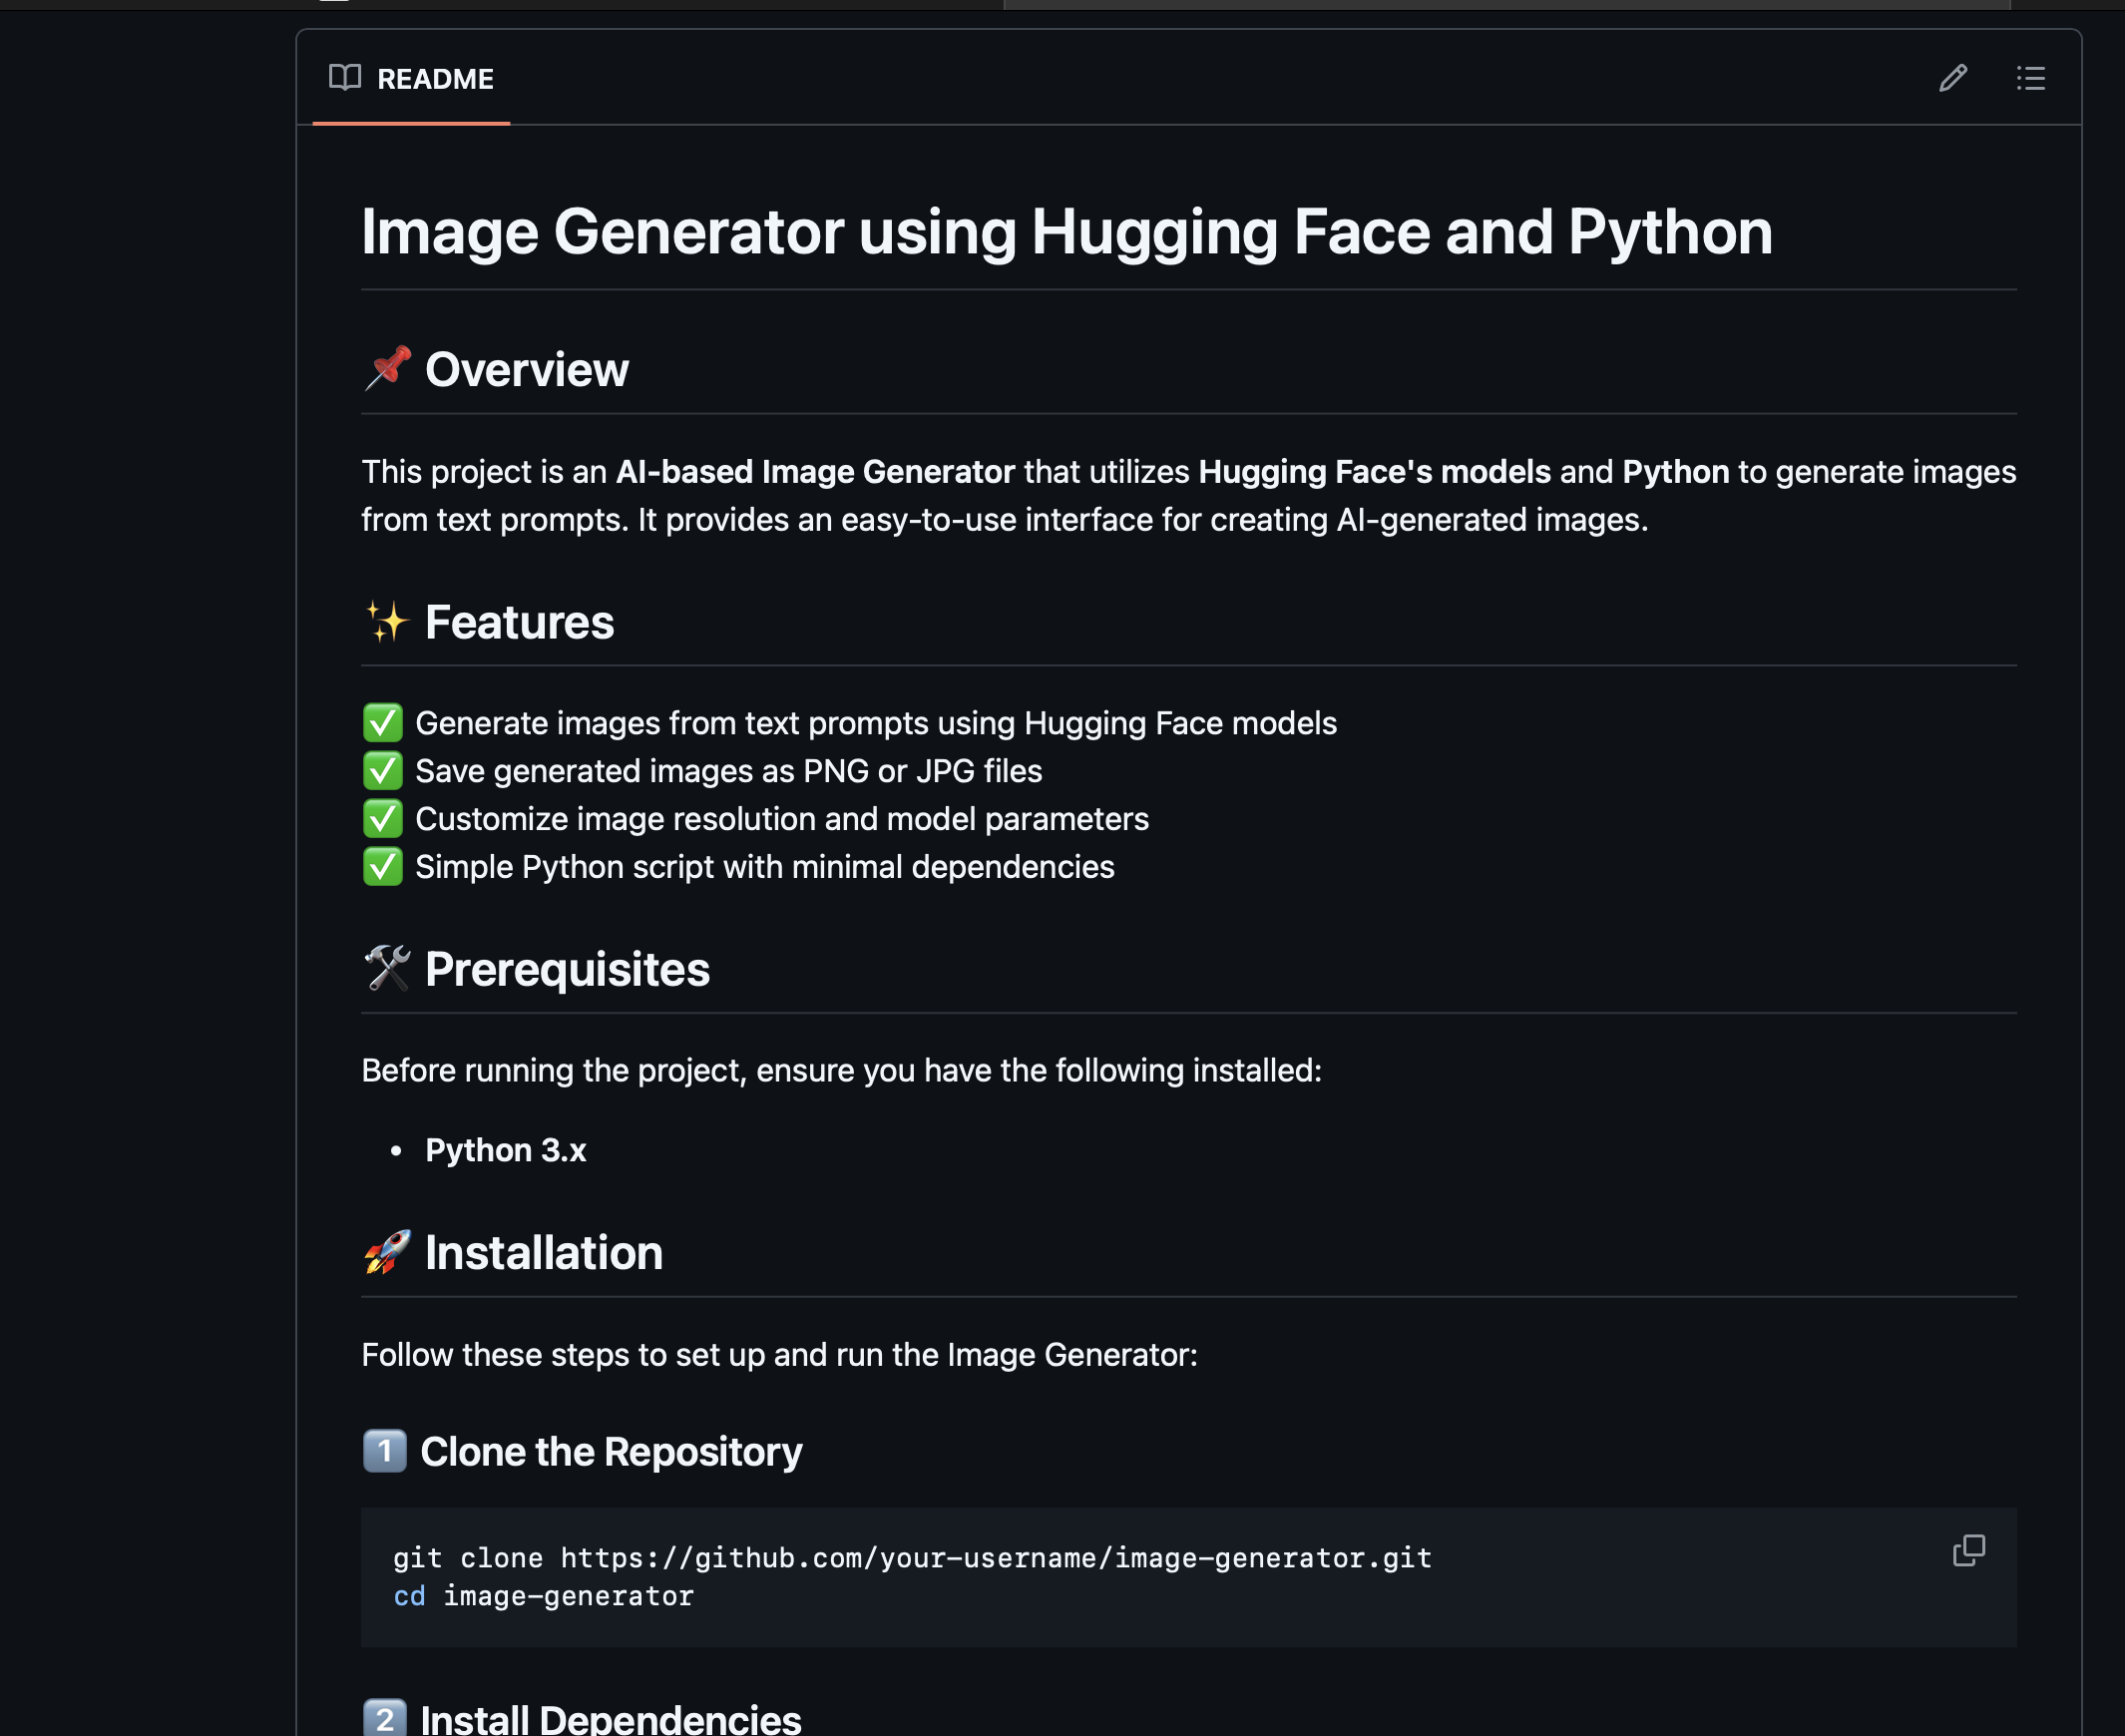 README
Image Generator using Hugging Face and Python
📌 Overview
This project is an AI-based Image Generator that utilizes Hugging Face's models and Python to generate images
from text prompts. It provides an easy-to-use interface for creating AI-generated images.
✨ Features
✅ Generate images from text prompts using Hugging Face models
✅ Save generated images as PNG or JPG files
✅ Customize image resolution and model parameters
✅ Simple Python script with minimal dependencies
🛠 Prerequisites
Before running the project, ensure you have the following installed:
• Python 3.x
🚀 Installation
Follow these steps to set up and run the Image Generator:
1️⃣ Clone the Repository
git clone https://github.com/your-username/image-generator.git
cd image-generator
2️⃣ Install Dependencies